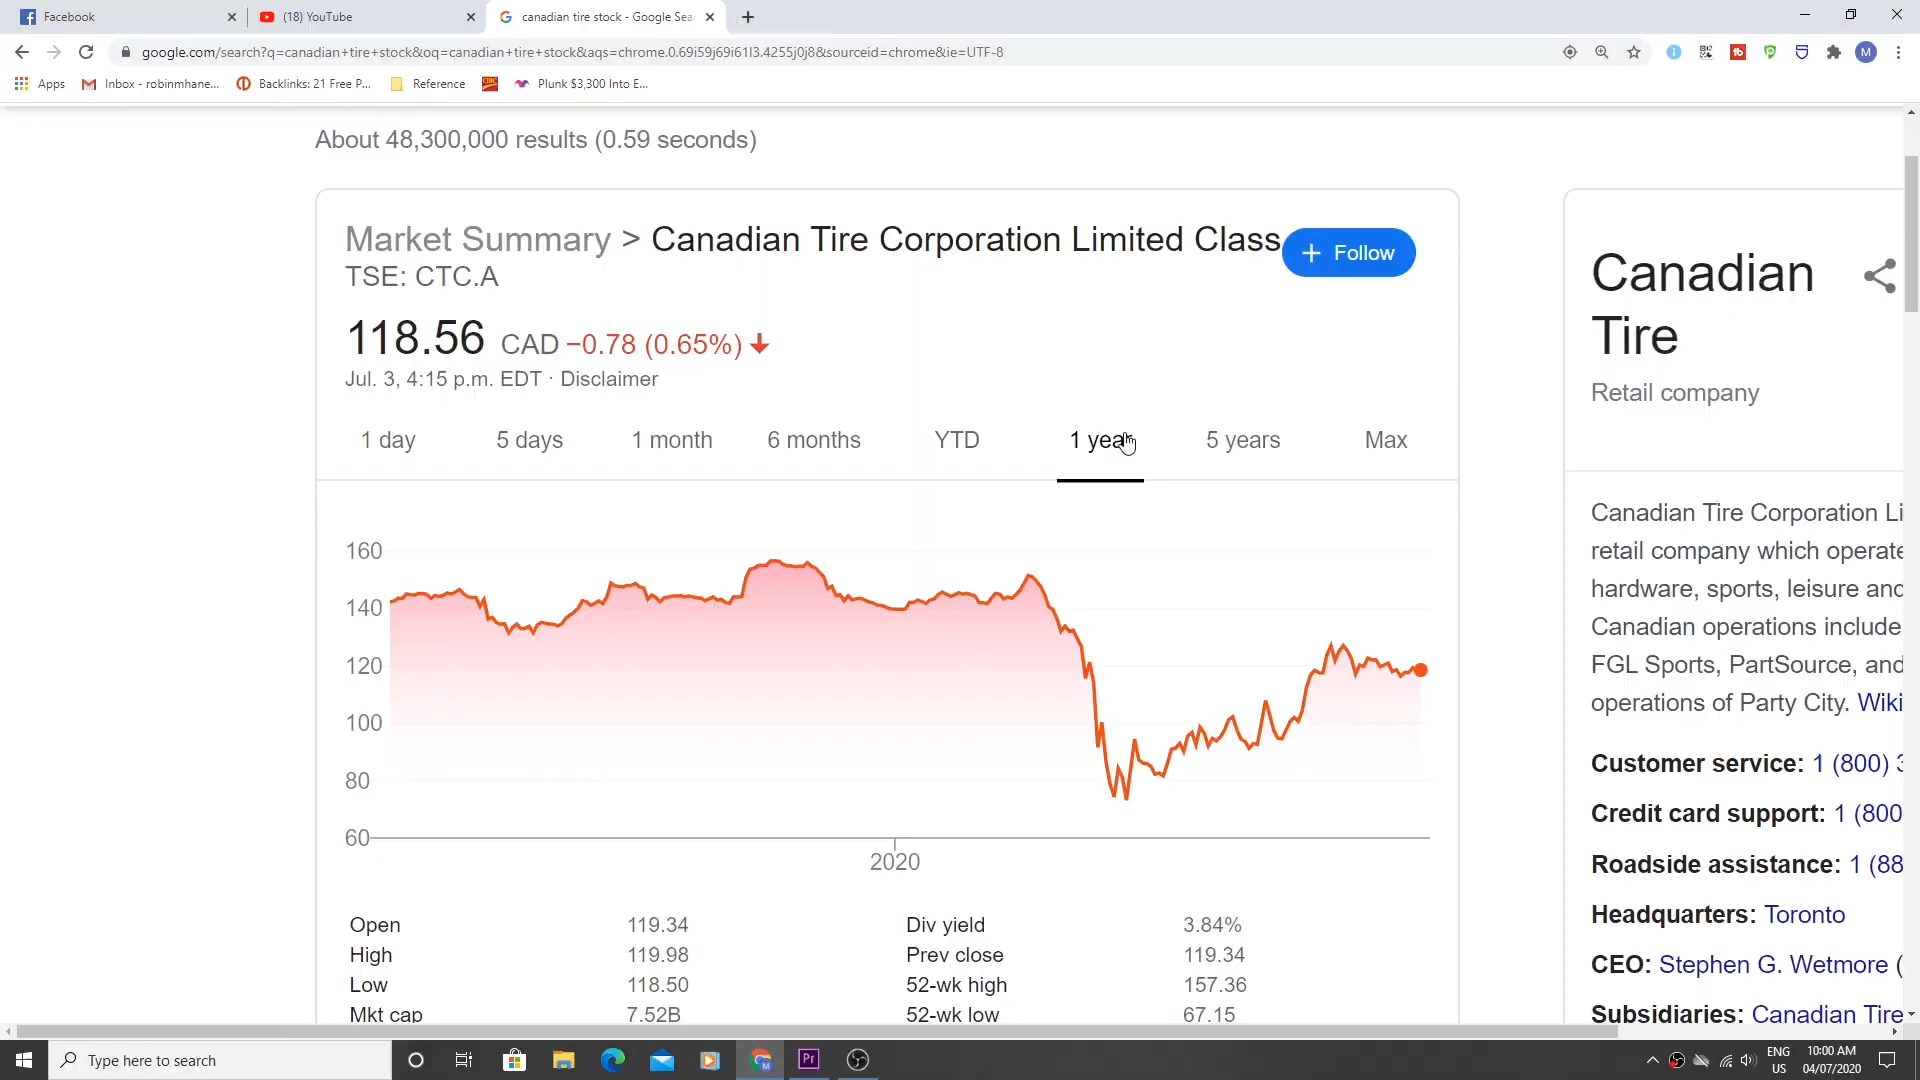 Facebook
(18) YouTube
canadian tire stock - Google Sea
google.com/search?q=canadian+tire+stock&oq=canadian+tire+stock&aqs=chrome.0.69i59j69i61l3.4255j0j8&sourceid=chrome&ie=UTF-8
M
Apps
Inbox - robinmhane...
Backlinks: 21 Free P...
Reference
CIBC
Plunk $3,300 Into E...
About 48,300,000 results (0.59 seconds)
Market Summary > Canadian Tire Corporation Limited Class
+ Follow
TSE: CTC.A
118.56 CAD −0.78 (0.65%)
Jul. 3, 4:15 p.m. EDT · Disclaimer
1 day
5 days
1 month
6 months
YTD
1 year
5 years
Max
160
140
120
100
80
60
2020
Open 119.34 Div yield 3.84%
High 119.98 Prev close 119.34
Low 118.50 52-wk high 157.36
Mkt cap 7.52B 52-wk low 67.15
Canadian
Tire
Retail company
Canadian Tire Corporation Li
retail company which operate
hardware, sports, leisure and
Canadian operations include
FGL Sports, PartSource, and
operations of Party City. Wiki
Customer service: 1 (800) 3
Credit card support: 1 (800
Roadside assistance: 1 (88
Headquarters: Toronto
CEO: Stephen G. Wetmore (
Subsidiaries: Canadian Tire
Type here to search
M
Pr
ENG
US
10:00 AM
04/07/2020